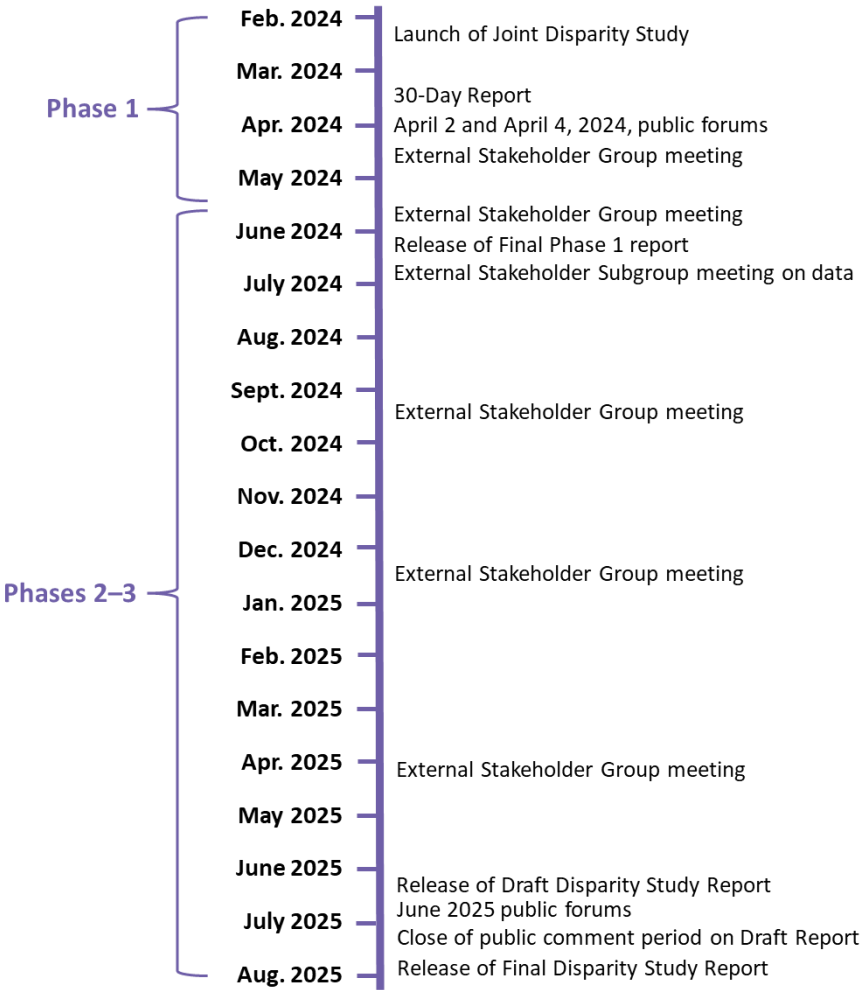 Feb. 2024
Launch of Joint Disparity Study
Mar. 2024
30-Day Report
Phase 1
Apr. 2024
April 2 and April 4, 2024, public forums
External Stakeholder Group meeting
May 2024
External Stakeholder Group meeting
June 2024
Release of Final Phase 1 report
External Stakeholder Subgroup meeting on data
July 2024
Aug. 2024
Sept. 2024
External Stakeholder Group meeting
Oct. 2024
Nov. 2024
Dec. 2024
External Stakeholder Group meeting
Phases 2–3
Jan. 2025
Feb. 2025
Mar. 2025
Apr. 2025
External Stakeholder Group meeting
May 2025
June 2025
Release of Draft Disparity Study Report
June 2025 public forums
July 2025
Close of public comment period on Draft Report
Release of Final Disparity Study Report
Aug. 2025